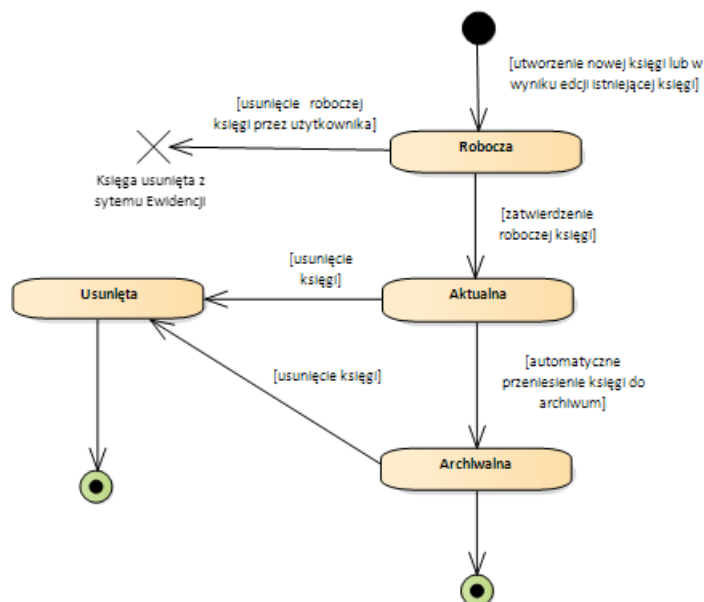 [utworzenie nowej księgi lub w
wyniku edcji istniejącej księgi]
[usunięcie roboczej
księgi przez użytkownika]
Robocza
Księga usunięta z
sytemu Ewidencji
[zatwierdzenie
roboczej księgi]
[usunięcie
księgi]
Usunięta
Aktualna
[usunięcie księgi]
[automatyczne
przeniesienie księgi do
archiwum]
Archiwalna